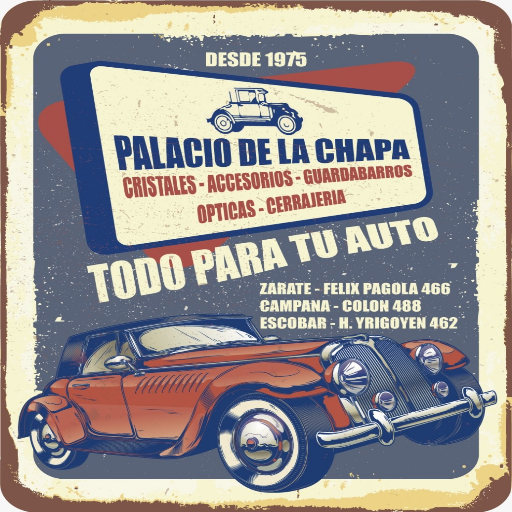 DESDE 1975
PALACIO DE LA CHAPA
CRISTALES - ACCESORIOS - GUARDABARROS
OPTICAS - CERRAJERIA
TODO PARA TU AUTO
ZARATE - FELIX PAGOLA 466
CAMPANA - COLON 488
ESCOBAR - H. YRIGOYEN 462